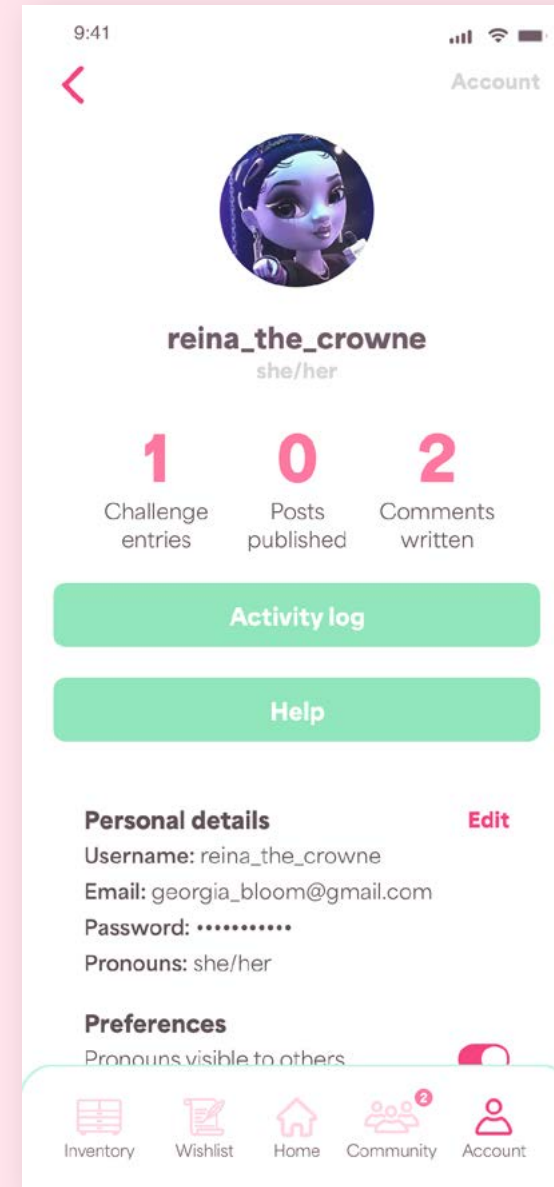 9:41
Account
reina_the_crowne
she/her
1 0 2
Challenge entries
Posts published
Comments written
Activity log
Help
Personal details Edit
Username: reina_the_crowne
Email: georgia_bloom@gmail.com
Password: •••••••••••
Pronouns: she/her
Preferences
Pronouns visible to others
2
Inventory Wishlist Home Community Account